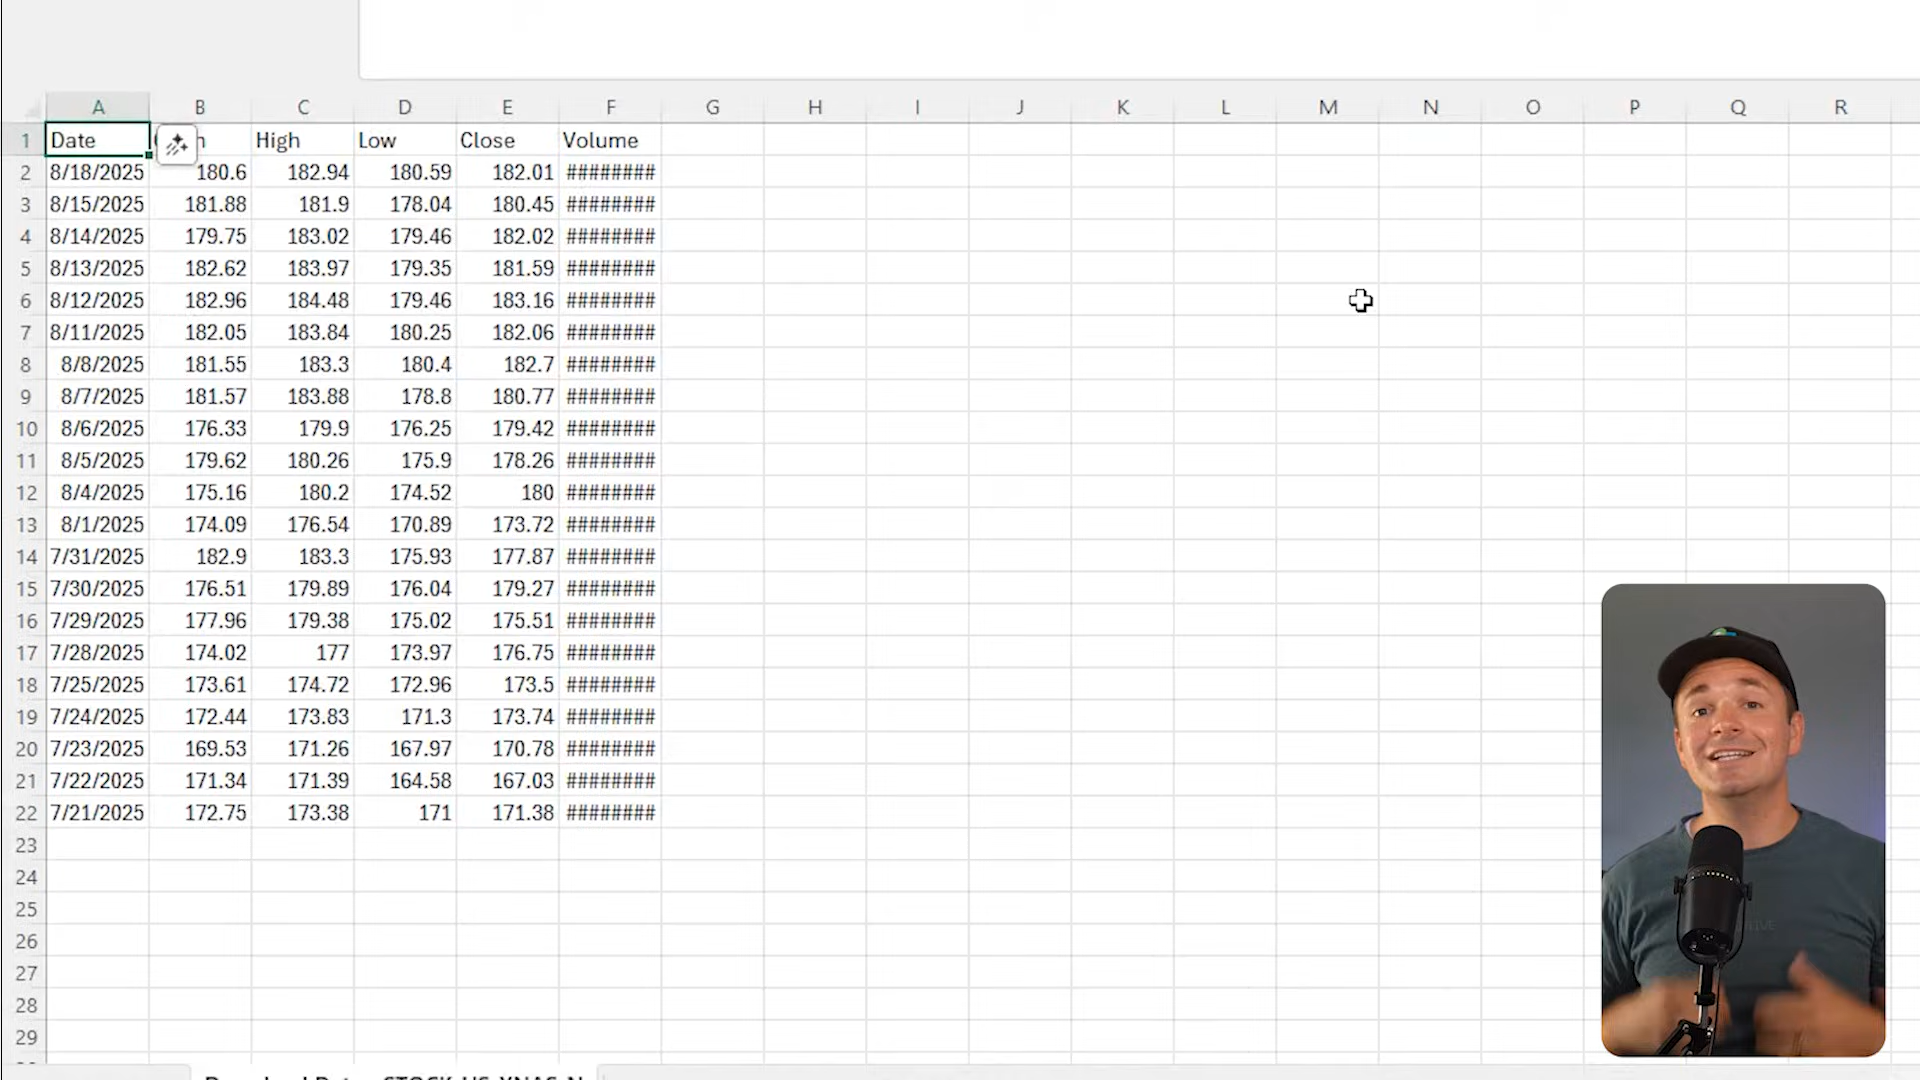 A B C D E F G H I J K L M N O P Q R
1 Date High Low Close Volume
2 8/18/2025 180.6 182.94 180.59 182.01 ########
3 8/15/2025 181.88 181.9 178.04 180.45 ########
4 8/14/2025 179.75 183.02 179.46 182.02 ########
5 8/13/2025 182.62 183.97 179.35 181.59 ########
6 8/12/2025 182.96 184.48 179.46 183.16 ########
7 8/11/2025 182.05 183.84 180.25 182.06 ########
8 8/8/2025 181.55 183.3 180.4 182.7 ########
9 8/7/2025 181.57 183.88 178.8 180.77 ########
10 8/6/2025 176.33 179.9 176.25 179.42 ########
11 8/5/2025 179.62 180.26 175.9 178.26 ########
12 8/4/2025 175.16 180.2 174.52 180 ########
13 8/1/2025 174.09 176.54 170.89 173.72 ########
14 7/31/2025 182.9 183.3 175.93 177.87 ########
15 7/30/2025 176.51 179.89 176.04 179.27 ########
16 7/29/2025 177.96 179.38 175.02 175.51 ########
17 7/28/2025 174.02 177 173.97 176.75 ########
18 7/25/2025 173.61 174.72 172.96 173.5 ########
19 7/24/2025 172.44 173.83 171.3 173.74 ########
20 7/23/2025 169.53 171.26 167.97 170.78 ########
21 7/22/2025 171.34 171.39 164.58 167.03 ########
22 7/21/2025 172.75 173.38 171 171.38 ########
23
24
25
26
27
28
29